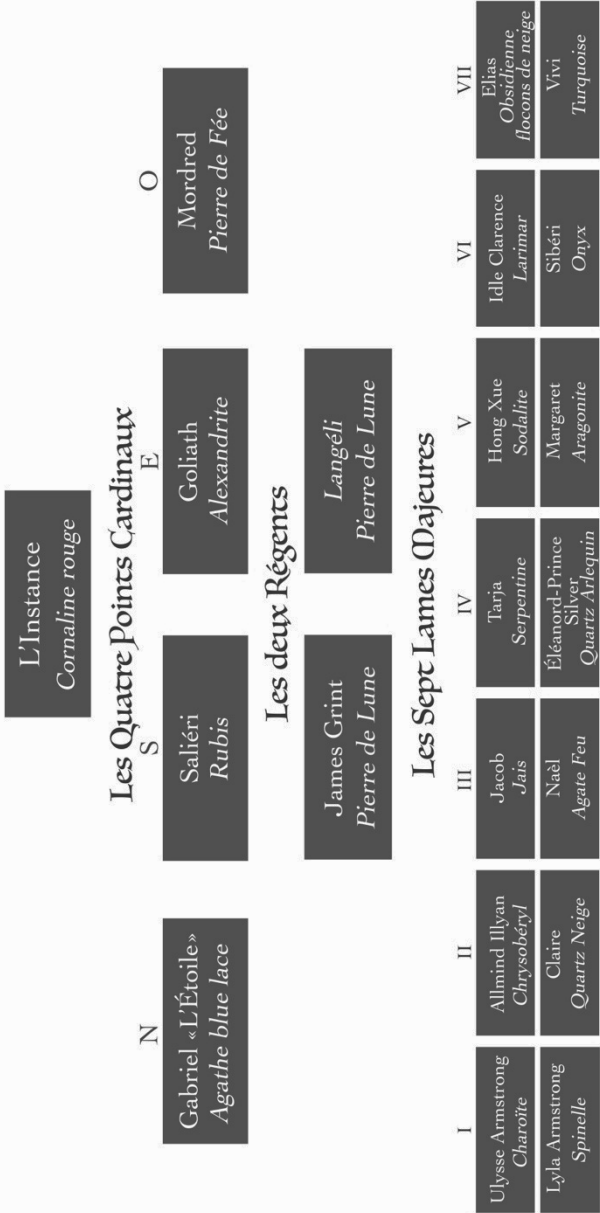 L'Instance
Cornaline rouge
Les Quatre Points Cardinaux
N
S
E
O
Gabriel «L'Étoile»
Agathe blue lace
Saliéri
Rubis
Goliath
Alexandrite
Mordred
Pierre de Fée
Les deux Régents
James Grint
Pierre de Lune
Langéli
Pierre de Lune
Les Sept Lames Majeures
I
II
III
IV
V
VI
VII
Ulysse Armstrong
Charoïte
Allmind Illyan
Chrysobéryl
Jacob
Jais
Tarja
Serpentine
Hong Xue
Sodalite
Idle Clarence
Larimar
Elias
Obsidienne
flocons de neige
Lyla Armstrong
Spinelle
Claire
Quartz Neige
Naèl
Agate Feu
Éléanord-Prince
Silver
Quartz Arlequin
Margaret
Aragonite
Sibéri
Onyx
Vivi
Turquoise